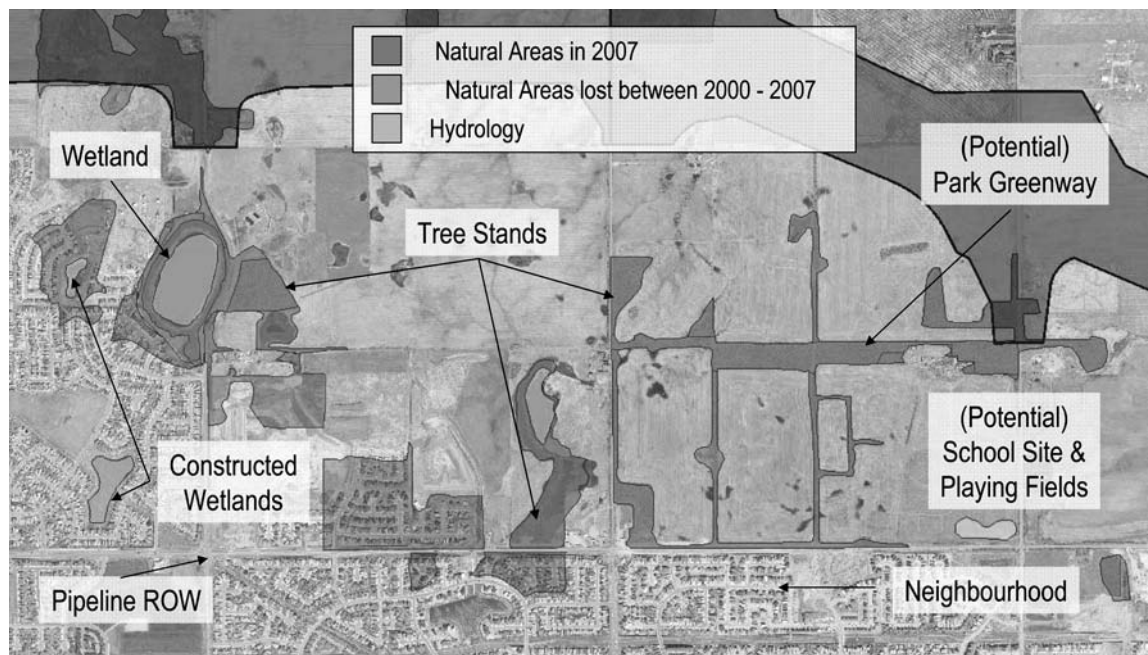 Natural Areas in 2007
Natural Areas lost between 2000 - 2007
Hydrology
Wetland
(Potential)
Park Greenway
Tree Stands
(Potential)
School Site &
Playing Fields
Constructed
Wetlands
Pipeline ROW
Neighbourhood